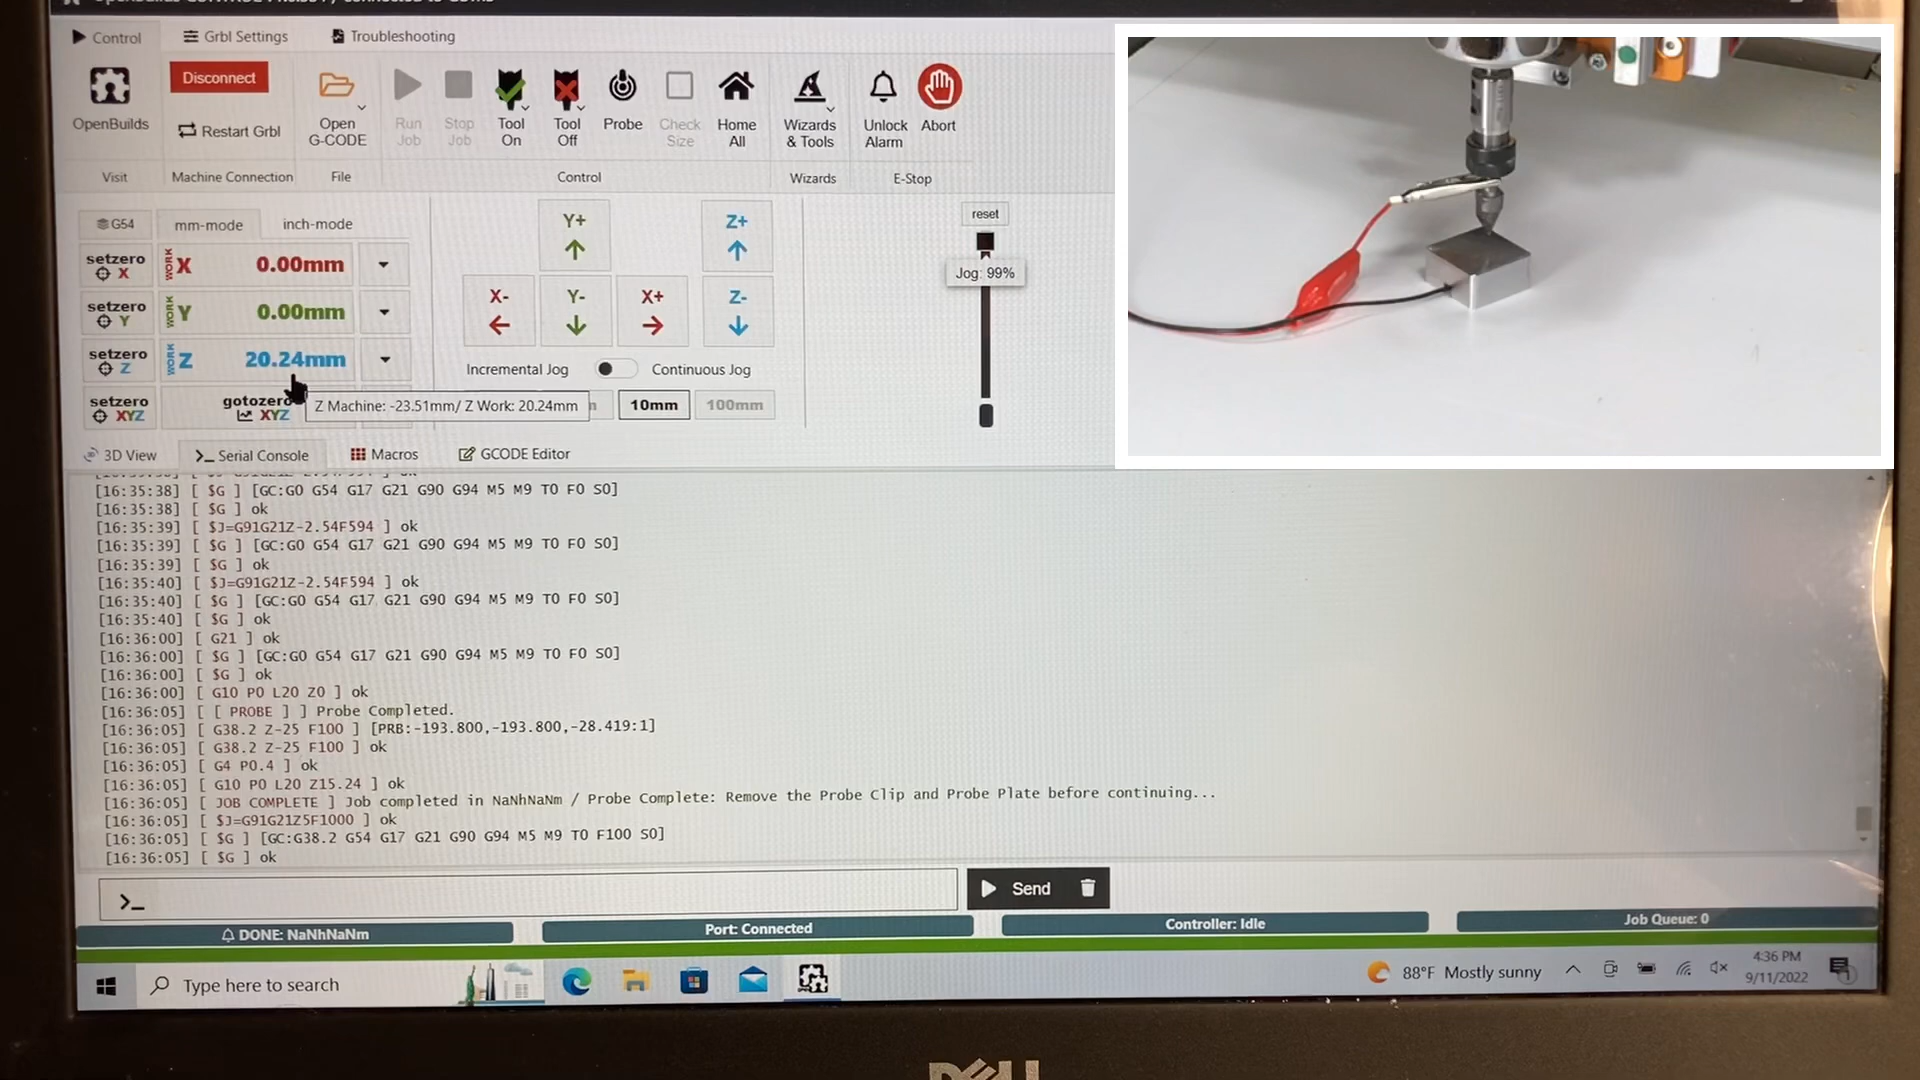 Control Grbl Settings Troubleshooting
OpenBuilds
Disconnect
Restart Grbl
Open G-CODE
Run Job
Stop Job
Tool On
Tool Off
Probe
Check Size
Home All
Wizards & Tools
Unlock Alarm
Abort
Visit Machine Connection File Control Wizards E-Stop
G54 mm-mode inch-mode
setzero X WORK X 0.00mm
setzero Y WORK Y 0.00mm
setzero Z WORK Z 20.24mm
setzero XYZ gotozero XYZ
Z Machine: -23.51mm/ Z Work: 20.24mm
Y+ Z+
X- Y- X+ Z-
Incremental Jog Continuous Jog
10mm 100mm
reset
Jog: 99%
3D View Serial Console Macros GCODE Editor
[16:35:38] [ $G ] [GC:G0 G54 G17 G21 G90 G94 M5 M9 T0 F0 S0]
[16:35:38] [ $G ] ok
[16:35:39] [ $J=G91G21Z-2.54F594 ] ok
[16:35:39] [ $G ] [GC:G0 G54 G17 G21 G90 G94 M5 M9 T0 F0 S0]
[16:35:39] [ $G ] ok
[16:35:40] [ $J=G91G21Z-2.54F594 ] ok
[16:35:40] [ $G ] [GC:G0 G54 G17 G21 G90 G94 M5 M9 T0 F0 S0]
[16:35:40] [ $G ] ok
[16:36:00] [ G21 ] ok
[16:36:00] [ $G ] [GC:G0 G54 G17 G21 G90 G94 M5 M9 T0 F0 S0]
[16:36:00] [ $G ] ok
[16:36:00] [ G10 P0 L20 Z0 ] ok
[16:36:05] [ [ PROBE ] ] Probe Completed.
[16:36:05] [ G38.2 Z-25 F100 ] [PRB:-193.800,-193.800,-28.419:1]
[16:36:05] [ G38.2 Z-25 F100 ] ok
[16:36:05] [ G4 P0.4 ] ok
[16:36:05] [ G10 P0 L20 Z15.24 ] ok
[16:36:05] [ JOB COMPLETE ] Job completed in NaNhNaNm / Probe Complete: Remove the Probe Clip and Probe Plate before continuing...
[16:36:05] [ $J=G91G21Z5F1000 ] ok
[16:36:05] [ $G ] [GC:G38.2 G54 G17 G21 G90 G94 M5 M9 T0 F100 S0]
[16:36:05] [ $G ] ok
>_ Send
DONE: NaNhNaNm Port: Connected Controller: Idle Job Queue: 0
Type here to search 88°F Mostly sunny 4:36 PM
9/11/2022
DELL